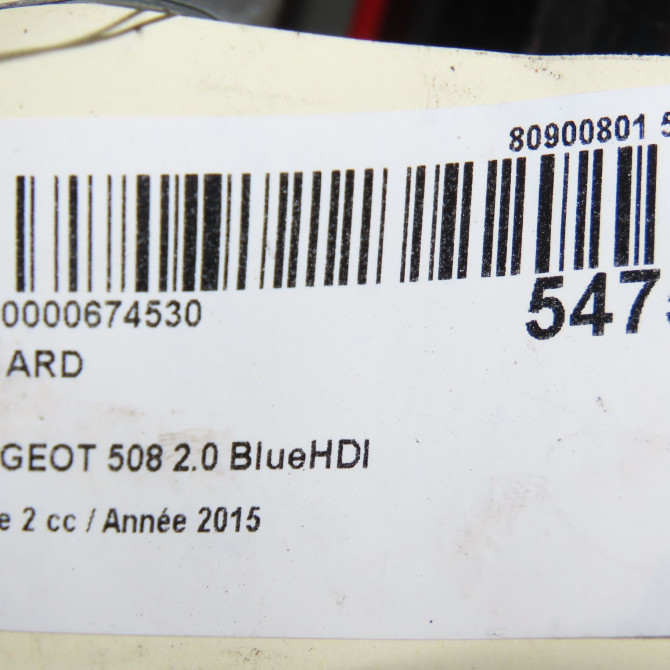 80900801 5
0000674530
547
ARD
GEOT 508 2.0 BlueHDI
e 2 cc / Année 2015